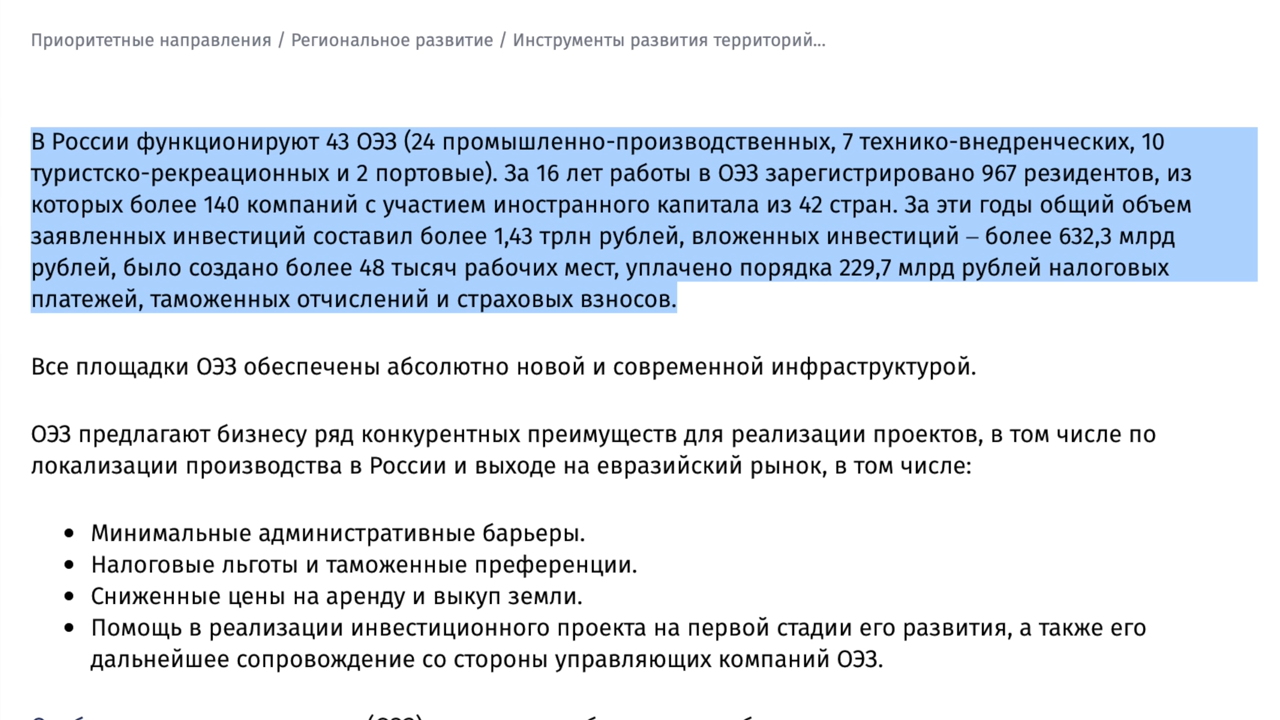 Приоритетные направления / Региональное развитие / Инструменты развития территорий...
В России функционируют 43 ОЭЗ (24 промышленно-производственных, 7 технико-внедренческих, 10
туристско-рекреационных и 2 портовые). За 16 лет работы в ОЭЗ зарегистрировано 967 резидентов, из
которых более 140 компаний с участием иностранного капитала из 42 стран. За эти годы общий объем
заявленных инвестиций составил более 1,43 трлн рублей, вложенных инвестиций – более 632,3 млрд
рублей, было создано более 48 тысяч рабочих мест, уплачено порядка 229,7 млрд рублей налоговых
платежей, таможенных отчислений и страховых взносов.
Все площадки ОЭЗ обеспечены абсолютно новой и современной инфраструктурой.
ОЭЗ предлагают бизнесу ряд конкурентных преимуществ для реализации проектов, в том числе по
локализации производства в России и выходе на евразийский рынок, в том числе:
• Минимальные административные барьеры.
• Налоговые льготы и таможенные преференции.
• Сниженные цены на аренду и выкуп земли.
• Помощь в реализации инвестиционного проекта на первой стадии его развития, а также его
дальнейшее сопровождение со стороны управляющих компаний ОЭЗ.